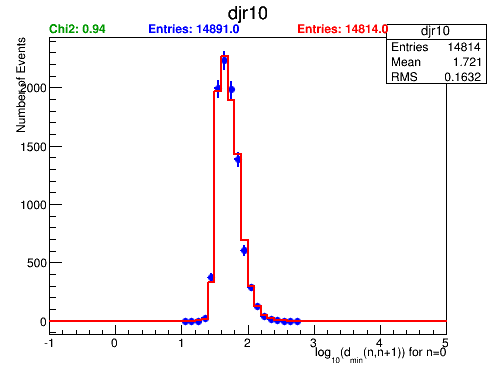 djr10
Chi2: 0.94 Entries: 14891.0 Entries: 14814.0
djr10
Entries 14814
Mean 1.721
RMS 0.1632
Number of Events
2000
1500
1000
500
0
-1 0 1 2 3 4 5
log10(dmin(n,n+1)) for n=0